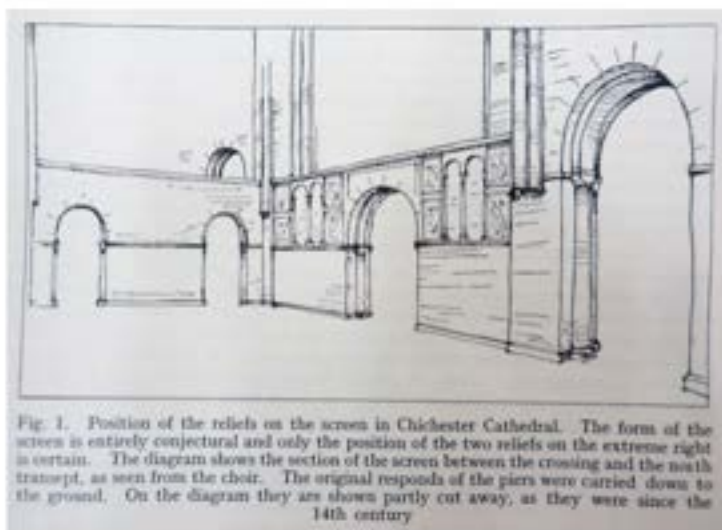 Fig. 1. Position of the reliefs on the screen in Chichester Cathedral. The form of the
screen is entirely conjectural and only the position of the two reliefs on the extreme right
is certain. The diagram shows the section of the screen between the crossing and the north
transept, as seen from the choir. The original responds of the piers were carried down to
the ground. On the diagram they are shown partly cut away, as they were since the
14th century